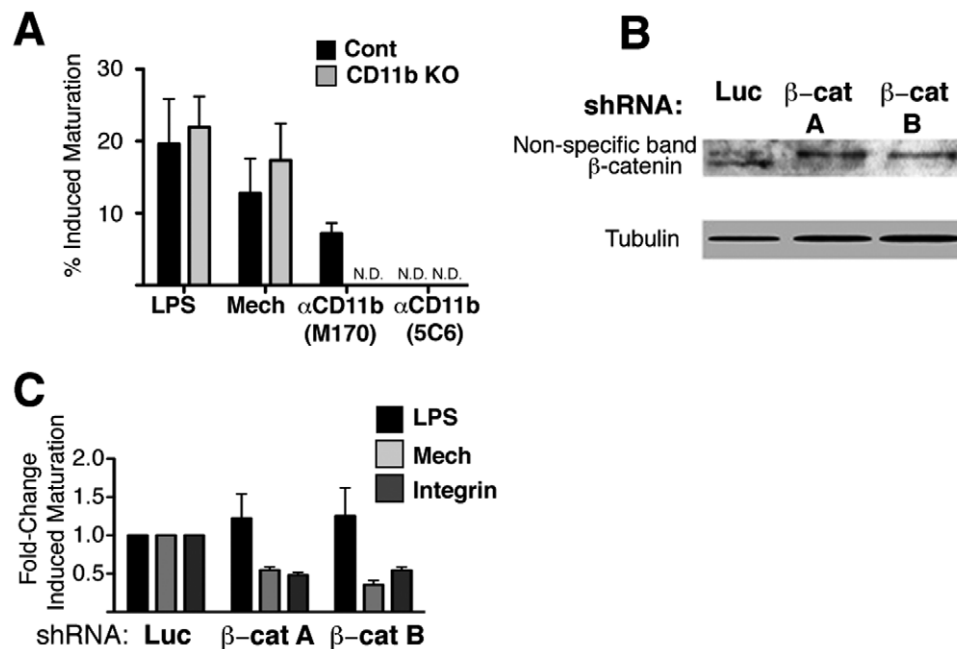 A
Cont
CD11b KO
% Induced Maturation
30
20
10
N.D.
N.D. N.D.
LPS Mech αCD11b (M170) αCD11b (5C6)
B
shRNA: Luc β-cat A β-cat B
Non-specific band
β-catenin
Tubulin
C
LPS
Mech
Integrin
Fold-Change
Induced Maturation
2.0
1.5
1.0
0.5
shRNA: Luc β-cat A β-cat B